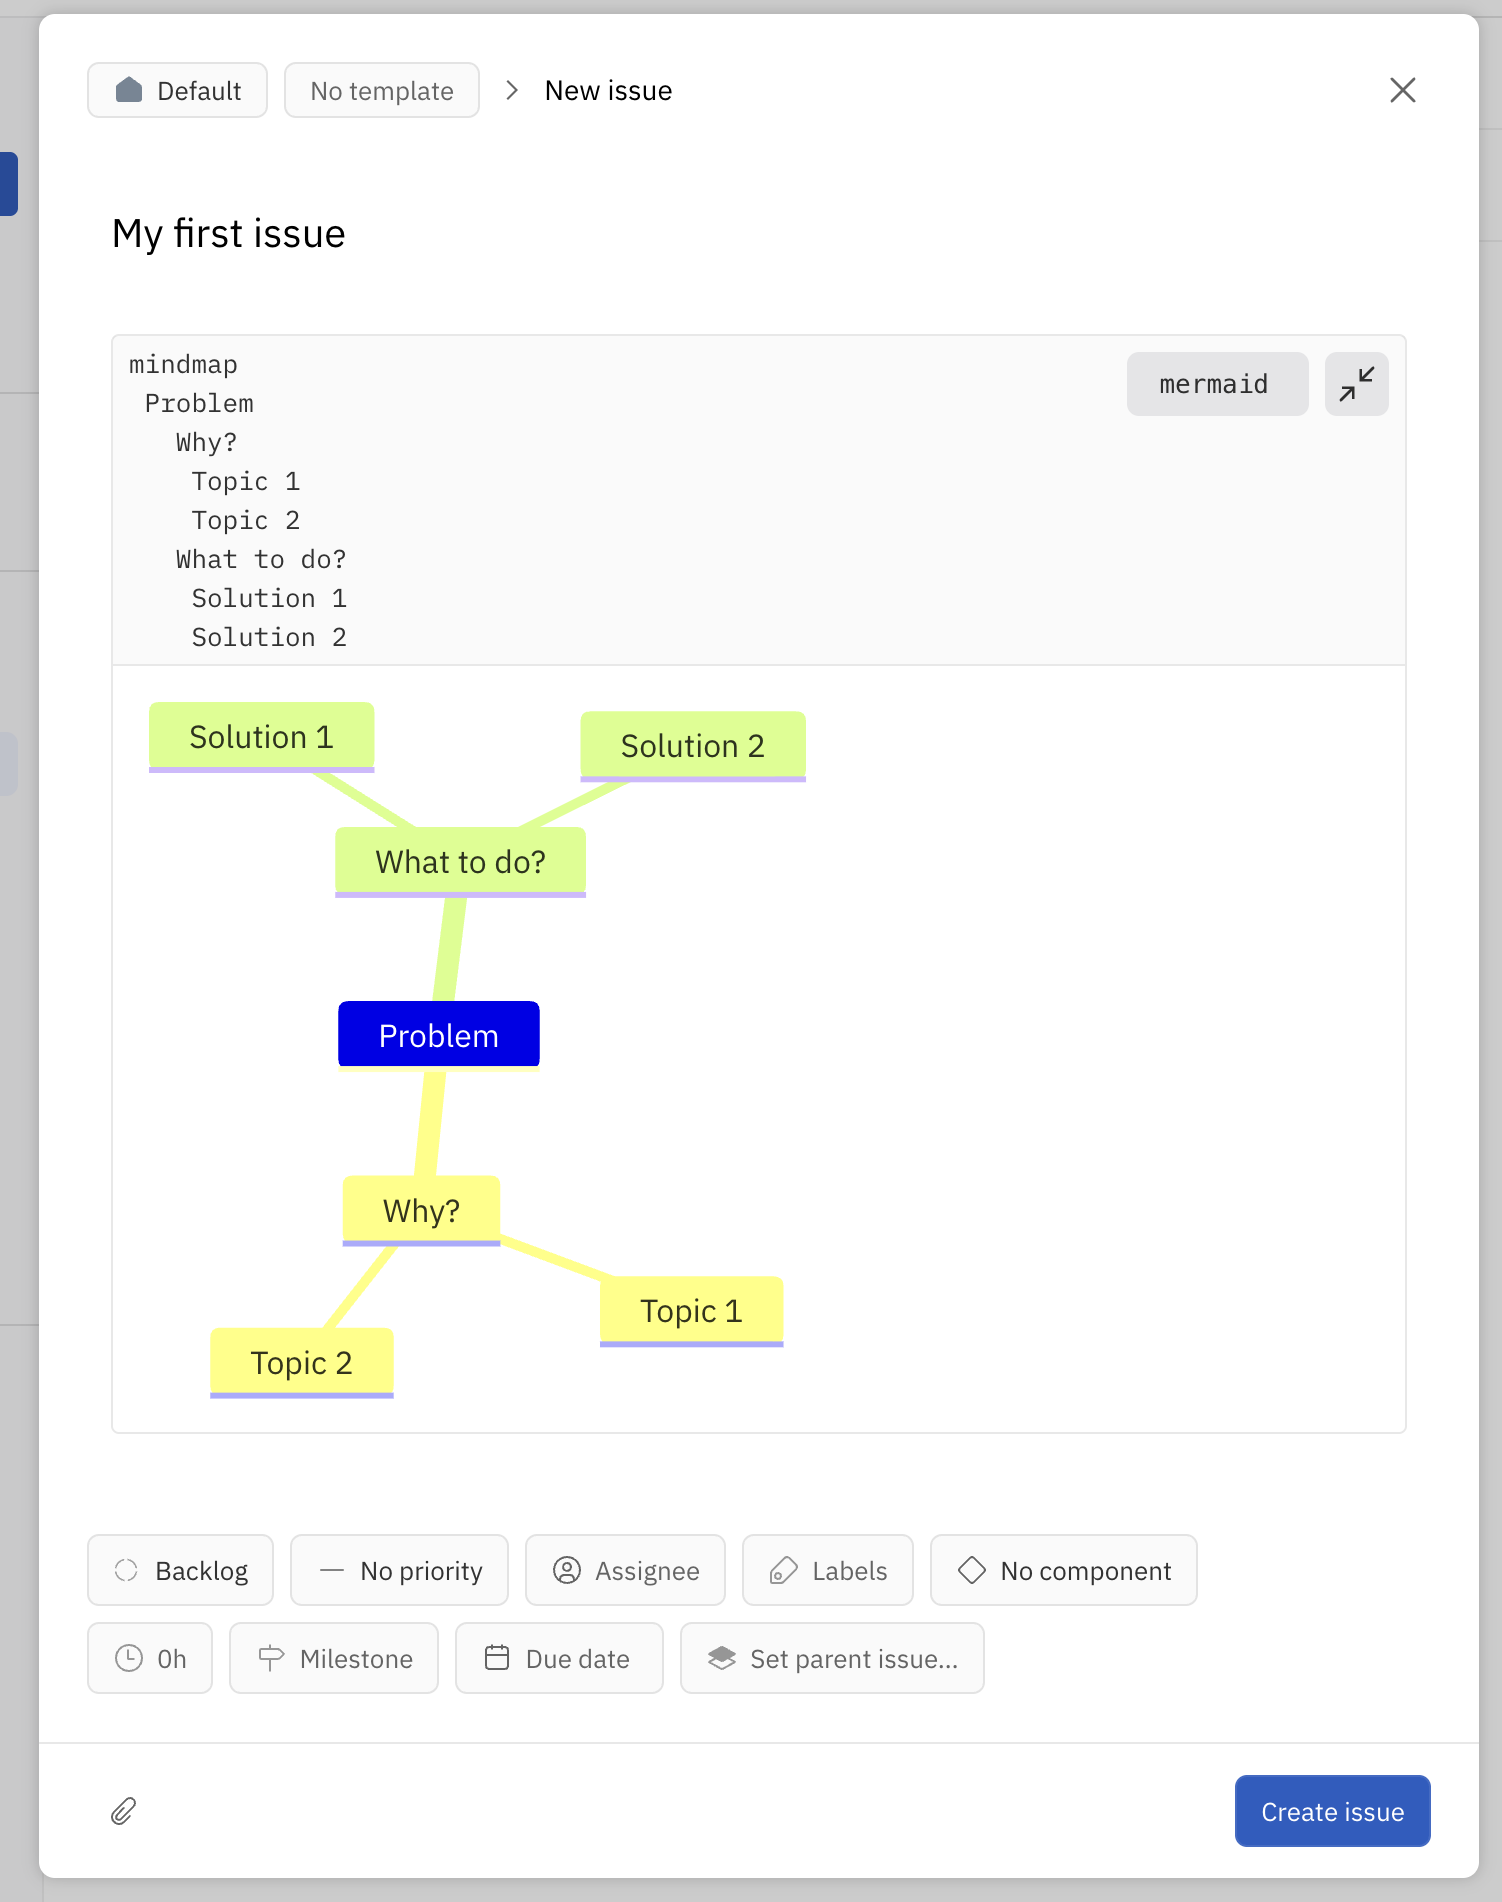 Default
No template
New issue
My first issue
mindmap
mermaid
Problem
Why?
Topic 1
Topic 2
What to do?
Solution 1
Solution 2
Solution 1
Solution 2
What to do?
Problem
Why?
Topic 1
Topic 2
Backlog
No priority
Assignee
Labels
No component
0h
Milestone
Due date
Set parent issue...
Create issue